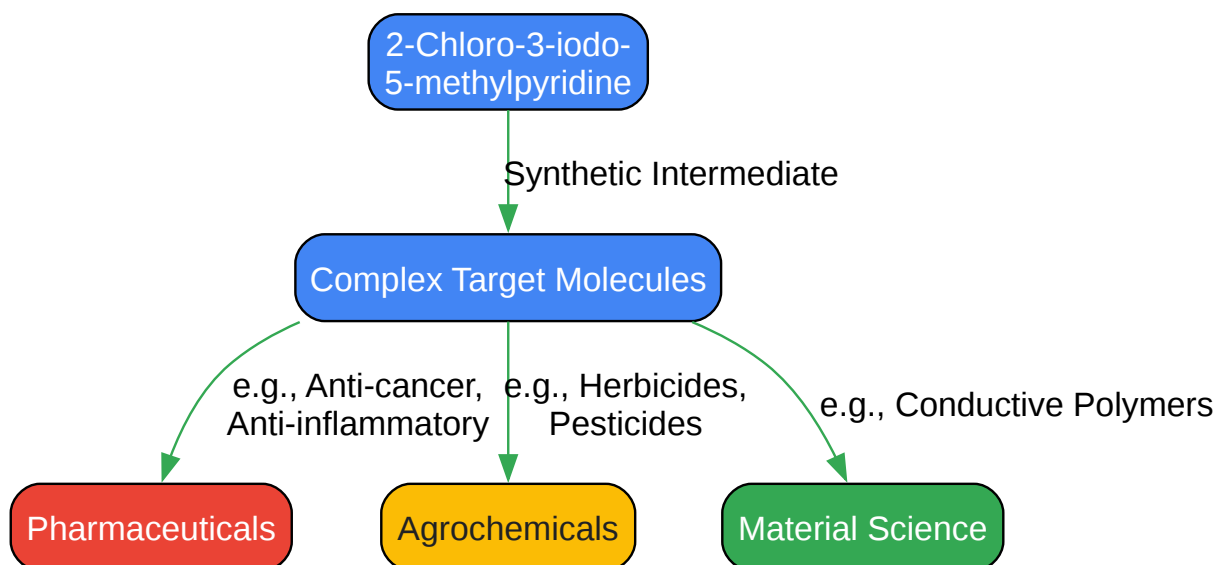 2-Chloro-3-iodo-
5-methylpyridine
Synthetic Intermediate
Complex Target Molecules
e.g., Anti-cancer,
Anti-inflammatory
e.g., Herbicides,
Pesticides
e.g., Conductive Polymers
Pharmaceuticals
Agrochemicals
Material Science